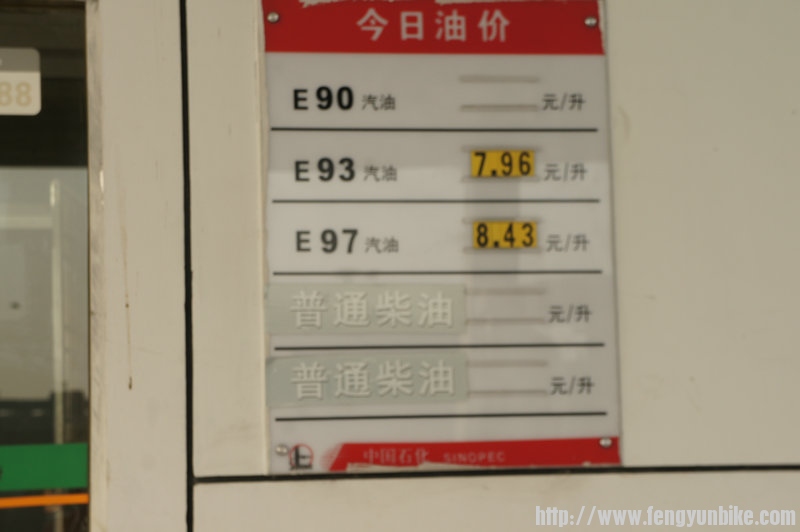 今日油价
88
E90 汽油 元/升
E93 汽油 7.96 元/升
E97 汽油 8.43 元/升
普通柴油 元/升
普通柴油 元/升
中国石化 SINOPEC
http://www.fengyunbike.com